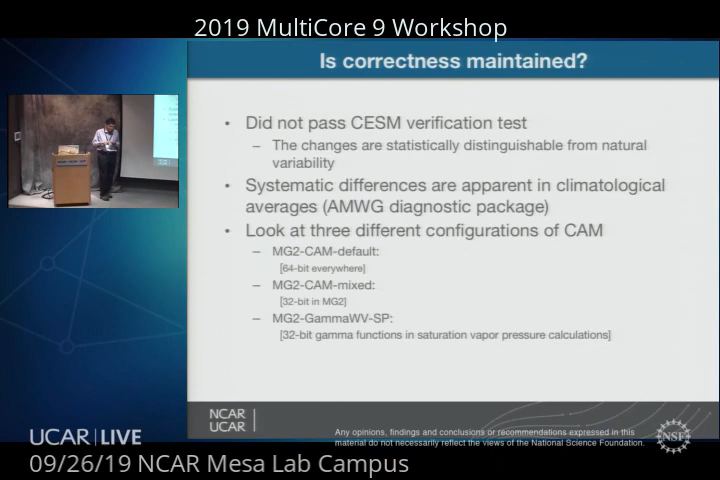 2019 MultiCore 9 Workshop
Is correctness maintained?
• Did not pass CESM verification test
– The changes are statistically distinguishable from natural
variability
• Systematic differences are apparent in climatological
averages (AMWG diagnostic package)
• Look at three different configurations of CAM
– MG2-CAM-default:
[64-bit everywhere]
– MG2-CAM-mixed:
[32-bit in MG2]
– MG2-GammaWV-SP:
[32-bit gamma functions in saturation vapor pressure calculations]
NCAR
UCAR
UCAR|LIVE
Any opinions, findings and conclusions or recommendations expressed in this
material do not necessarily reflect the views of the National Science Foundation.
NSF
09/26/19 NCAR Mesa Lab Campus